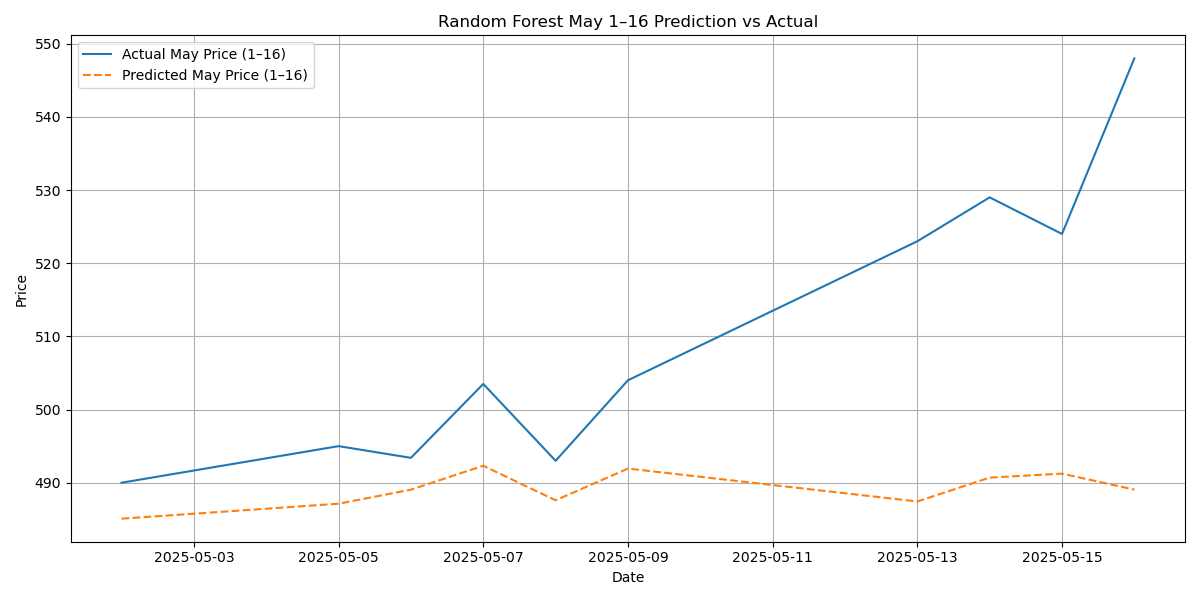 Random Forest May 1–16 Prediction vs Actual
Actual May Price (1–16)
Predicted May Price (1–16)
Price
550
540
530
520
510
500
490
2025-05-03 2025-05-05 2025-05-07 2025-05-09 2025-05-11 2025-05-13 2025-05-15
Date